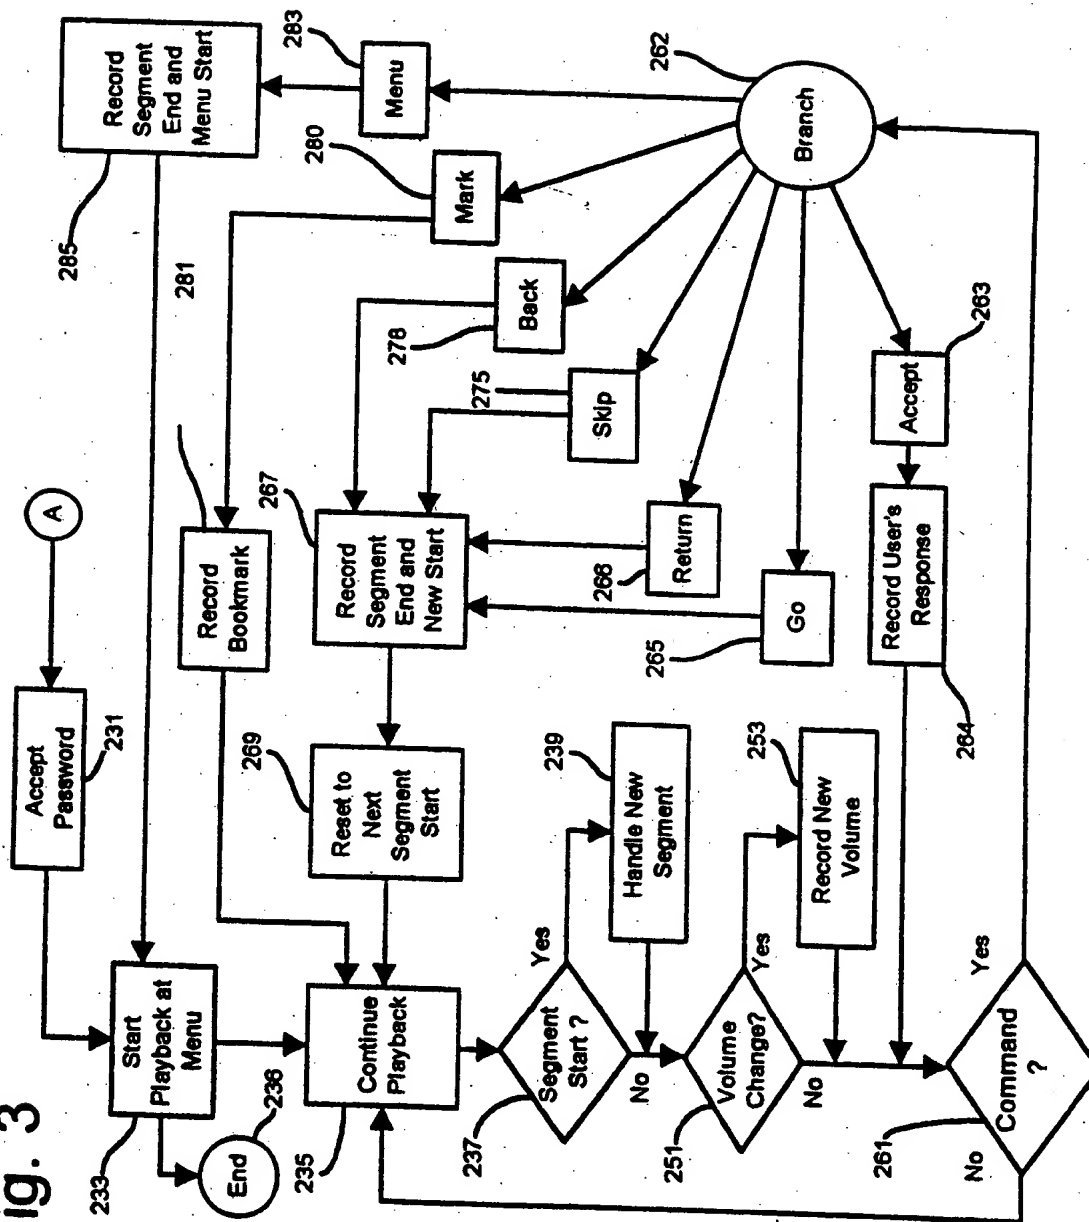 ig. 3
A
Accept
Password
231
Start
Playback at
Menu
233
End
236
Continue
Playback
235
Segment
Start ?
237
Yes
No
Handle New
Segment
239
Volume
Change?
251
Yes
No
Record New
Volume
253
Command
?
261
Yes
No
Record
Bookmark
281
Reset to
Next
Segment
Start
269
Record
Segment
End and
New Start
267
Record
Segment
End and
Menu Start
285
Menu
283
Mark
280
Back
278
Skip
275
Return
266
Go
265
Accept
263
Record User's
Response
264
Branch
262